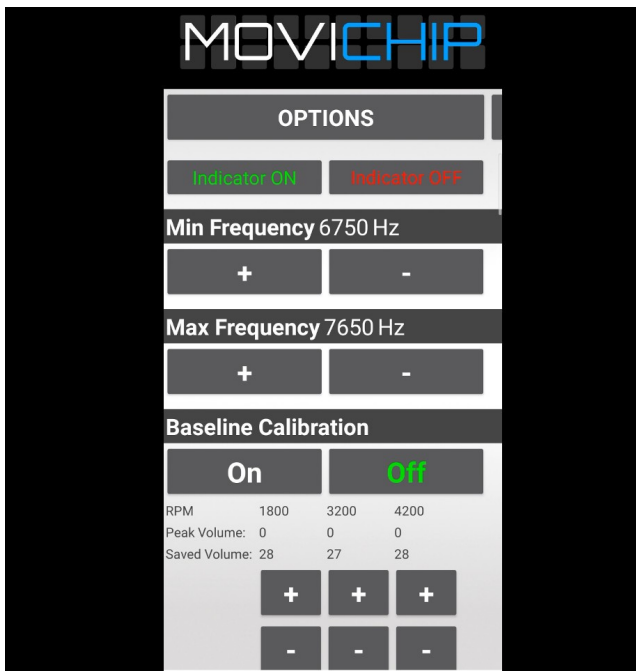 MOVICHIP
OPTIONS
Indicator ON Indicator OFF
Min Frequency 6750 Hz
+ -
Max Frequency 7650 Hz
+ -
Baseline Calibration
On Off
RPM 1800 3200 4200
Peak Volume: 0 0 0
Saved Volume: 28 27 28
+ + +
- - -